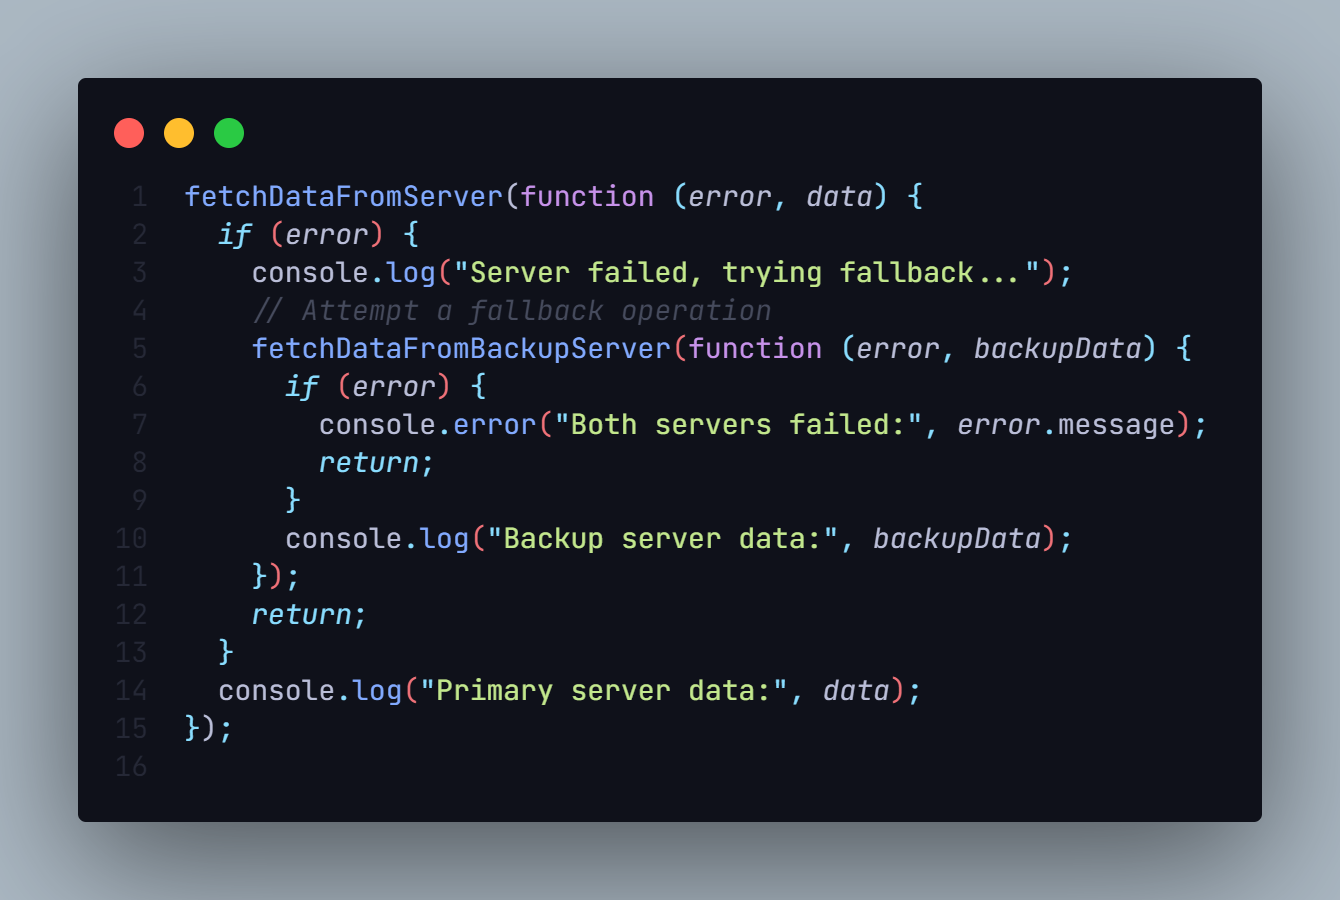 1 fetchDataFromServer(function (error, data) {
2   if (error) {
3     console.log("Server failed, trying fallback...");
4     // Attempt a fallback operation
5     fetchDataFromBackupServer(function (error, backupData) {
6       if (error) {
7         console.error("Both servers failed:", error.message);
8         return;
9       }
10       console.log("Backup server data:", backupData);
11     });
12     return;
13   }
14   console.log("Primary server data:", data);
15 });
16